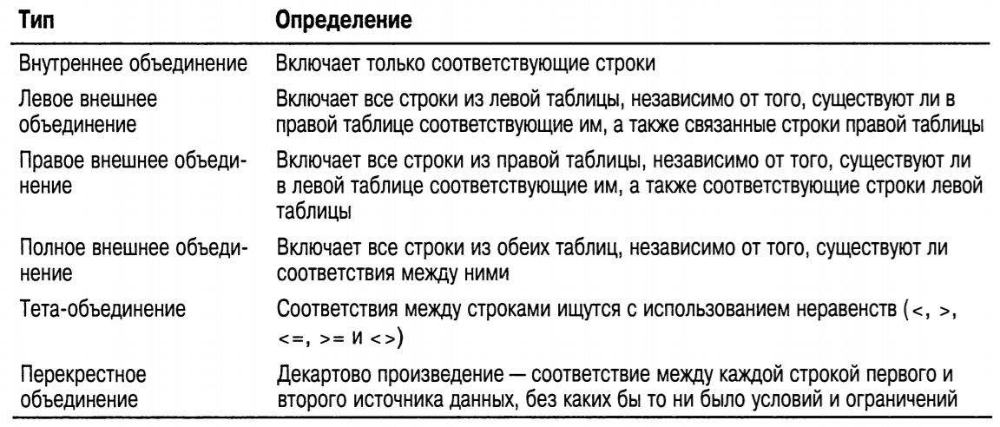 Тип Определение
Внутреннее объединение Включает только соответствующие строки
Левое внешнее Включает все строки из левой таблицы, независимо от того, существуют ли в
объединение правой таблице соответствующие им, а также связанные строки правой таблицы
Правое внешнее объеди- Включает все строки из правой таблицы, независимо от того, существуют ли
нение в левой таблице соответствующие им, а также соответствующие строки левой
таблицы
Полное внешнее объеди- Включает все строки из обеих таблиц, независимо от того, существуют ли
нение соответствия между ними
Тета-объединение Соответствия между строками ищутся с использованием неравенств (<, >,
<=, >= и <>)
Перекрестное Декартово произведение — соответствие между каждой строкой первого и
объединение второго источника данных, без каких бы то ни было условий и ограничений